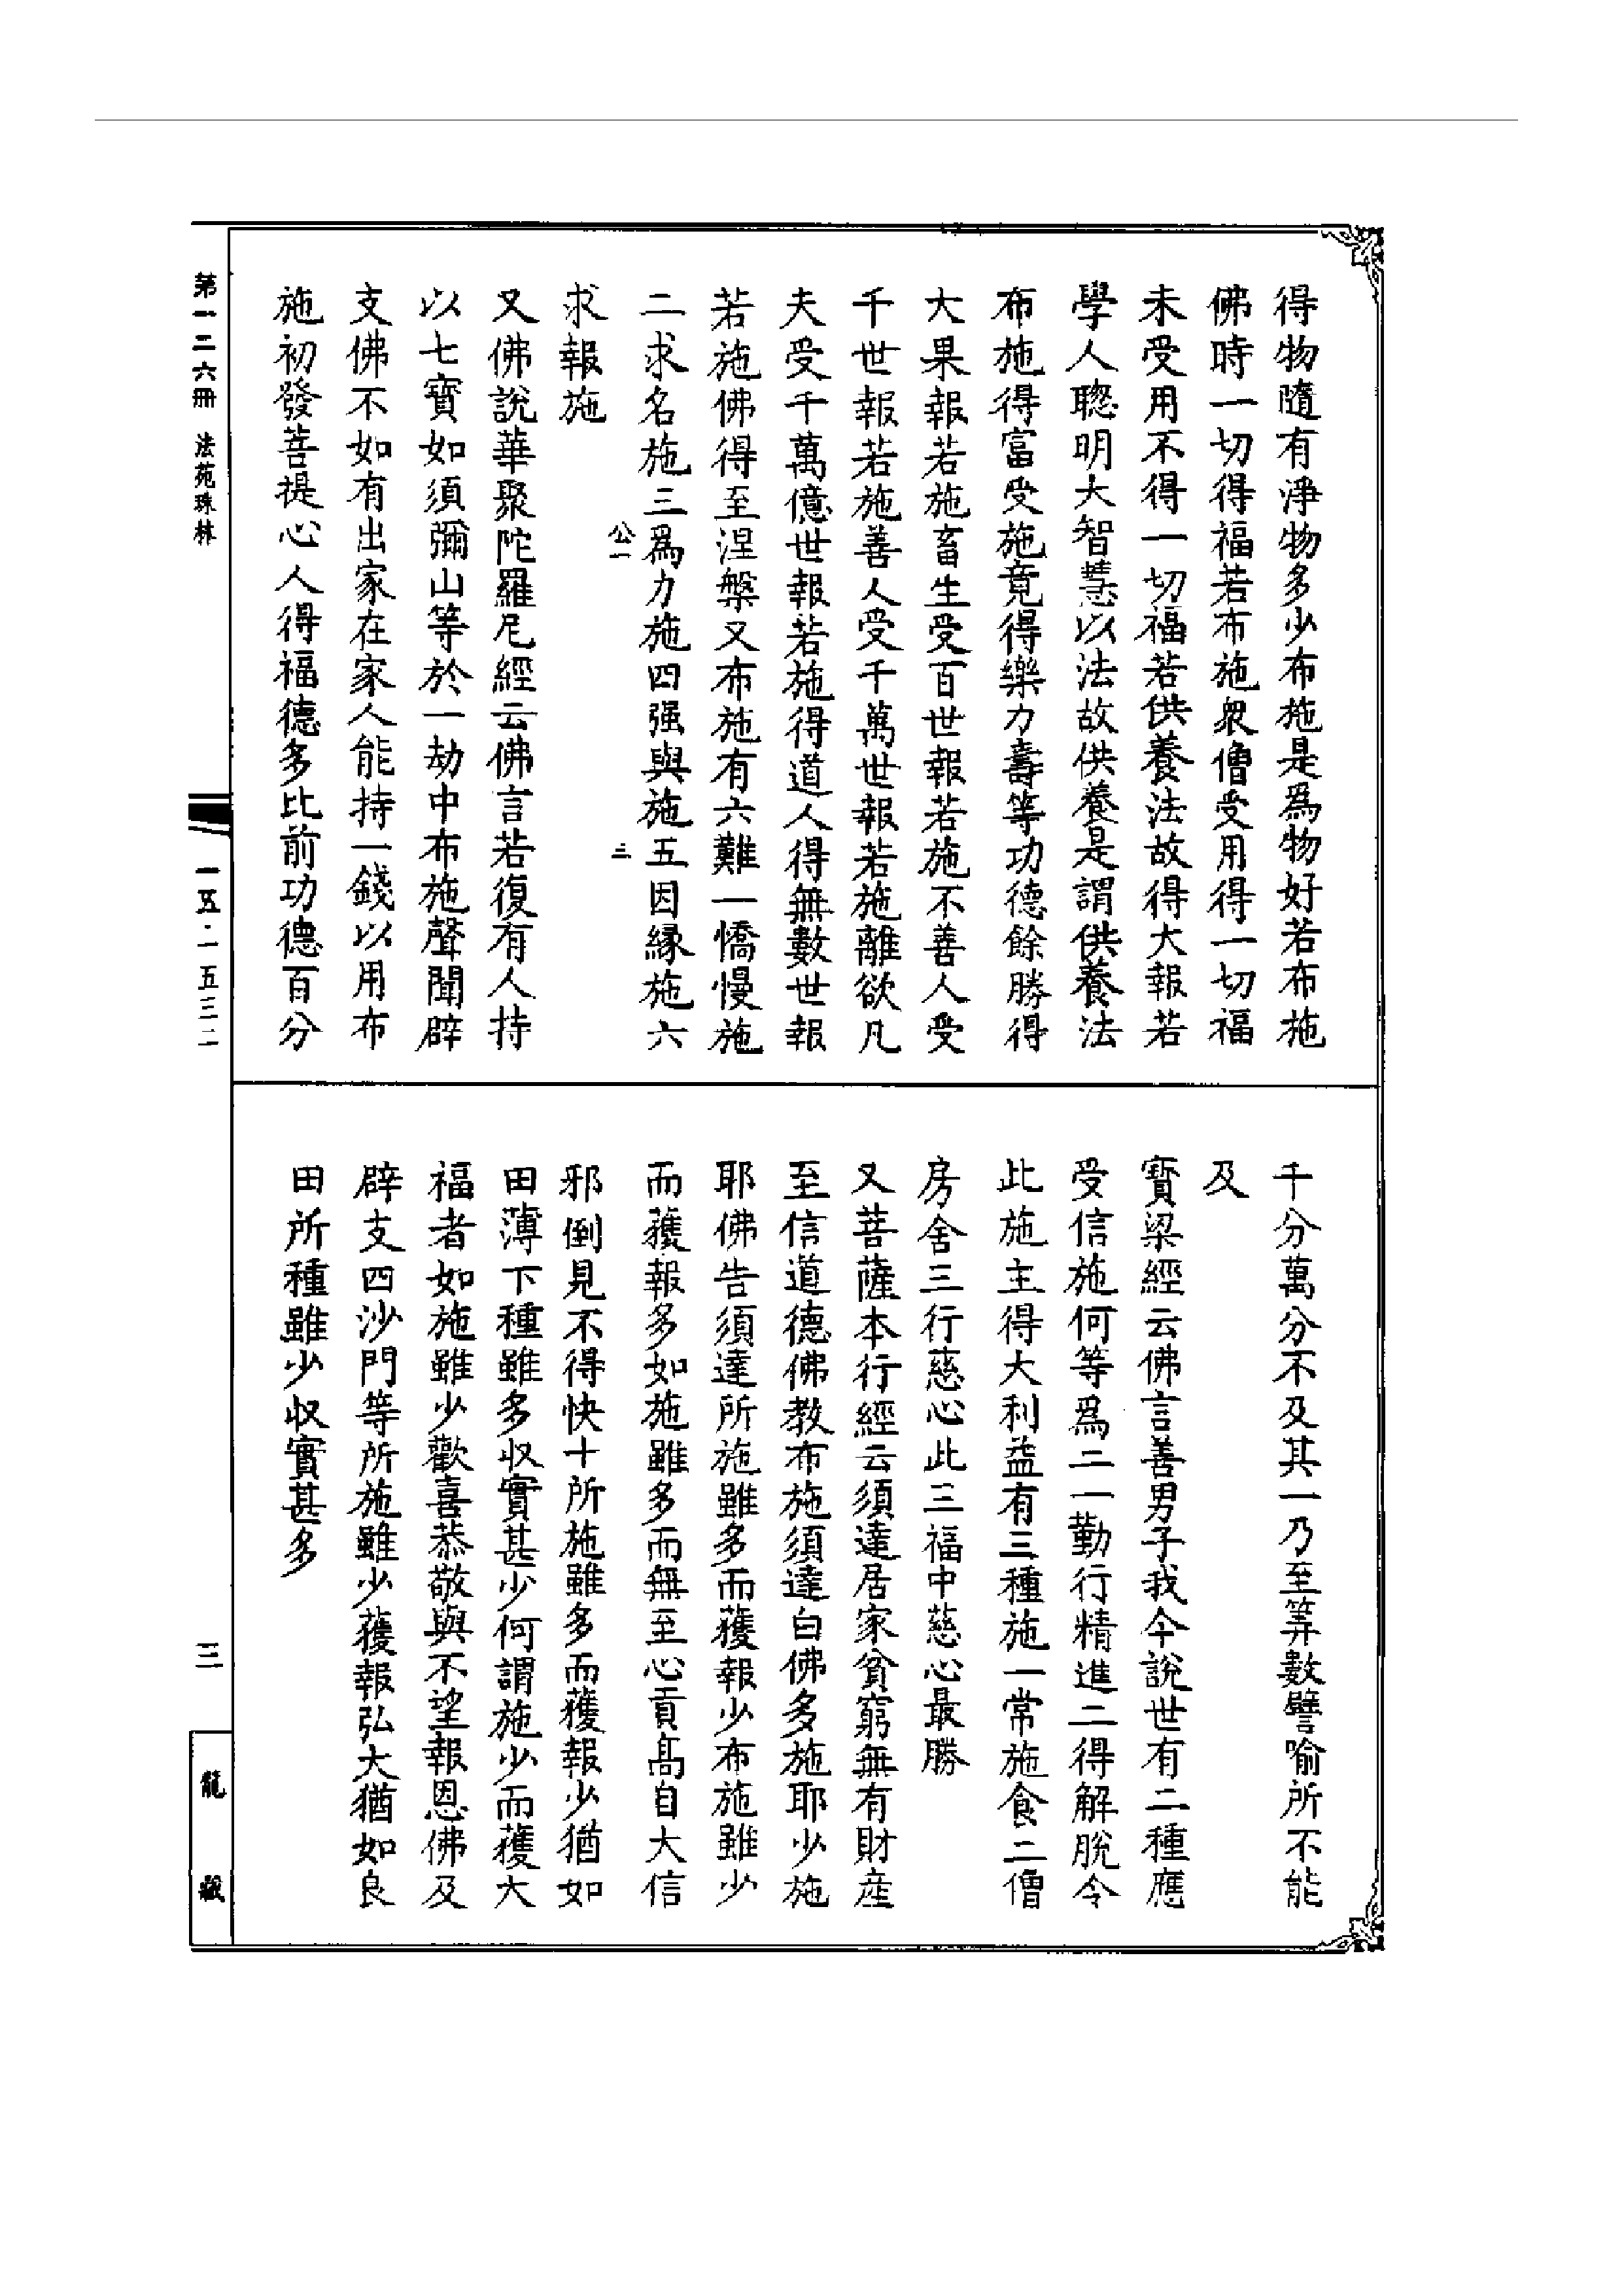 得物隨有淨物多少布施是爲物好若布施
佛時一切得福若布施衆僧受用得一切福
未受用不得一切福若供養法故得大報若
學人聰明大智慧以法故供養是謂供養法
布施得富受施竟得樂力壽等功德餘勝得
大果報若施畜生受百世報若施不善人受
千世報若施善人受千萬世報若施離欲凡
夫受千萬億世報若施得道人得無數世報
若施佛得至涅槃又布施有六難一憍慢施
二求名施三爲力施四强與施五因緣施六
公一 三
求報施
又佛說華聚陀羅尼經云佛言若復有人持
以七寶如須彌山等於一劫中布施聲聞辟
支佛不如有出家在家人能持一錢以用布
施初發菩提心人得福德多比前功德百分
千分萬分不及其一乃至筭數譬喻所不能
及
寶梁經云佛言善男子我今說世有二種應
受信施何等爲二一勤行精進二得解脫令
此施主得大利益有三種施一常施食二僧
房舍三行慈心此三福中慈心最勝
又菩薩本行經云須達居家貧窮無有財産
至信道德佛教布施須達白佛多施耶少施
耶佛告須達所施雖多而獲報少布施雖少
而獲報多如施雖多而無至心貢高自大信
邪倒見不得快士所施雖多而獲報少猶如
田薄下種雖多収實甚少何謂施少而獲大
福者如施雖少歡喜恭敬與不望報恩佛及
辟支四沙門等所施雖少獲報弘大猶如良
田所種雖少収實甚多
第一二六冊 法苑珠林
一五·一五三二
三
龍藏